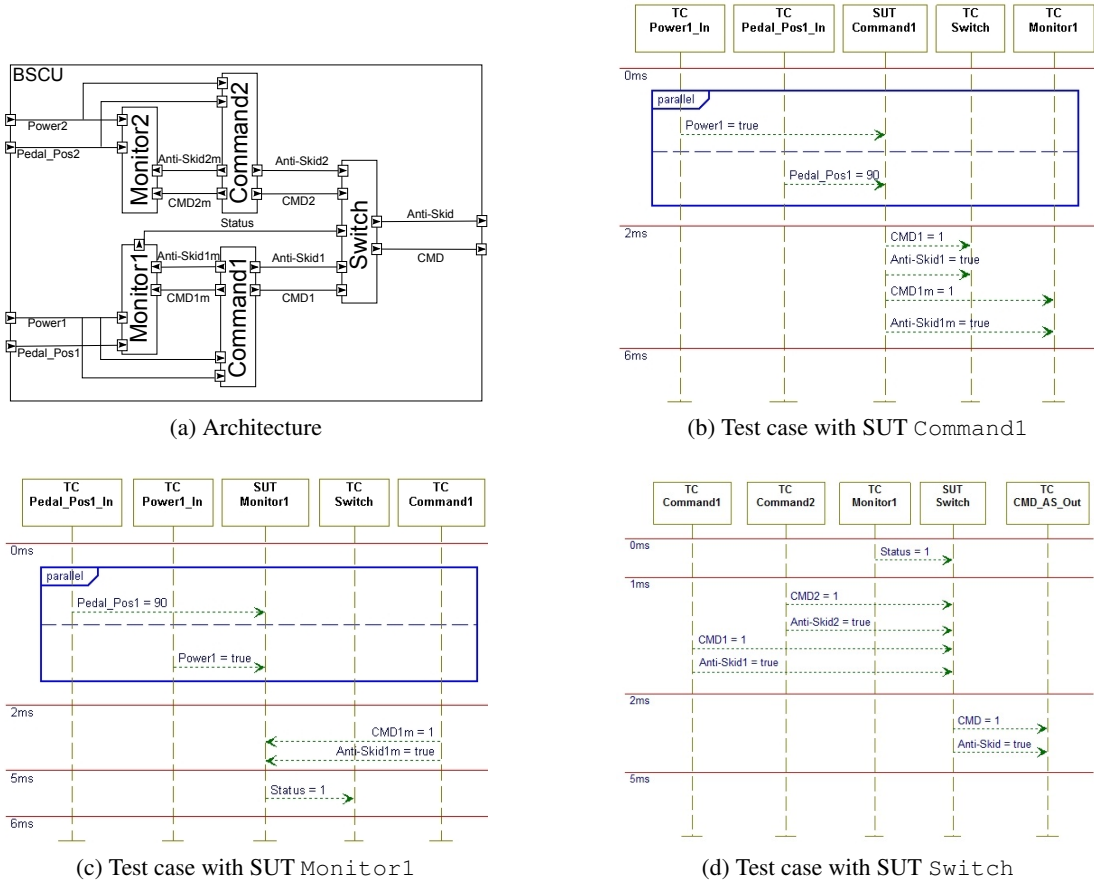 BSCU
Power2
Pedal_Pos2
Monitor2
Anti-Skid2m
CMD2m
Command2
Anti-Skid2
CMD2
Status
Switch
Anti-Skid
CMD
Monitor1
Anti-Skid1m
CMD1m
Command1
Anti-Skid1
CMD1
Power1
Pedal_Pos1
(a) Architecture
TC Power1_In
TC Pedal_Pos1_In
SUT Command1
TC Switch
TC Monitor1
0ms
parallel
Power1 = true
Pedal_Pos1 = 90
2ms
CMD1 = 1
Anti-Skid1 = true
CMD1m = 1
Anti-Skid1m = true
6ms
(b) Test case with SUT Command1
TC Pedal_Pos1_In
TC Power1_In
SUT Monitor1
TC Switch
TC Command1
0ms
parallel
Pedal_Pos1 = 90
Power1 = true
2ms
CMD1m = 1
Anti-Skid1m = true
5ms
Status = 1
6ms
(c) Test case with SUT Monitor1
TC Command1
TC Command2
TC Monitor1
SUT Switch
TC CMD_AS_Out
0ms
Status = 1
1ms
CMD2 = 1
Anti-Skid2 = true
CMD1 = 1
Anti-Skid1 = true
2ms
CMD = 1
Anti-Skid = true
5ms
(d) Test case with SUT Switch